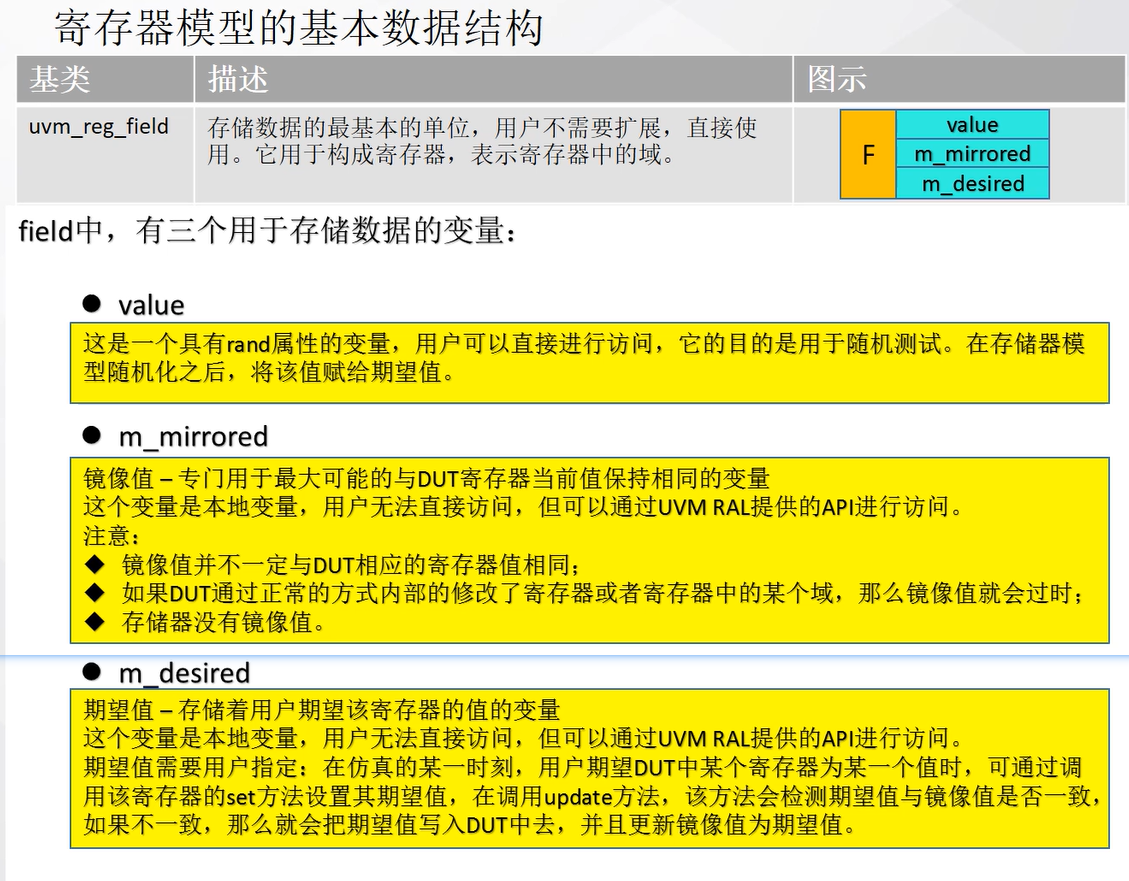 寄存器模型的基本数据结构
基类 描述 图示
uvm_reg_field 存储数据的最基本的单位，用户不需要扩展，直接使
用。它用于构成寄存器，表示寄存器中的域。
F
value
m_mirrored
m_desired
field中，有三个用于存储数据的变量：
● value
这是一个具有rand属性的变量，用户可以直接进行访问，它的目的是用于随机测试。在存储器模
型随机化之后，将该值赋给期望值。
● m_mirrored
镜像值 – 专门用于最大可能的与DUT寄存器当前值保持相同的变量
这个变量是本地变量，用户无法直接访问，但可以通过UVM RAL提供的API进行访问。
注意：
◆ 镜像值并不一定与DUT相应的寄存器值相同；
◆ 如果DUT通过正常的方式内部的修改了寄存器或者寄存器中的某个域，那么镜像值就会过时；
◆ 存储器没有镜像值。
● m_desired
期望值 – 存储着用户期望该寄存器的值的变量
这个变量是本地变量，用户无法直接访问，但可以通过UVM RAL提供的API进行访问。
期望值需要用户指定：在仿真的某一时刻，用户期望DUT中某个寄存器为某一个值时，可通过调
用该寄存器的set方法设置其期望值，在调用update方法，该方法会检测期望值与镜像值是否一致，
如果不一致，那么就会把期望值写入DUT中去，并且更新镜像值为期望值。